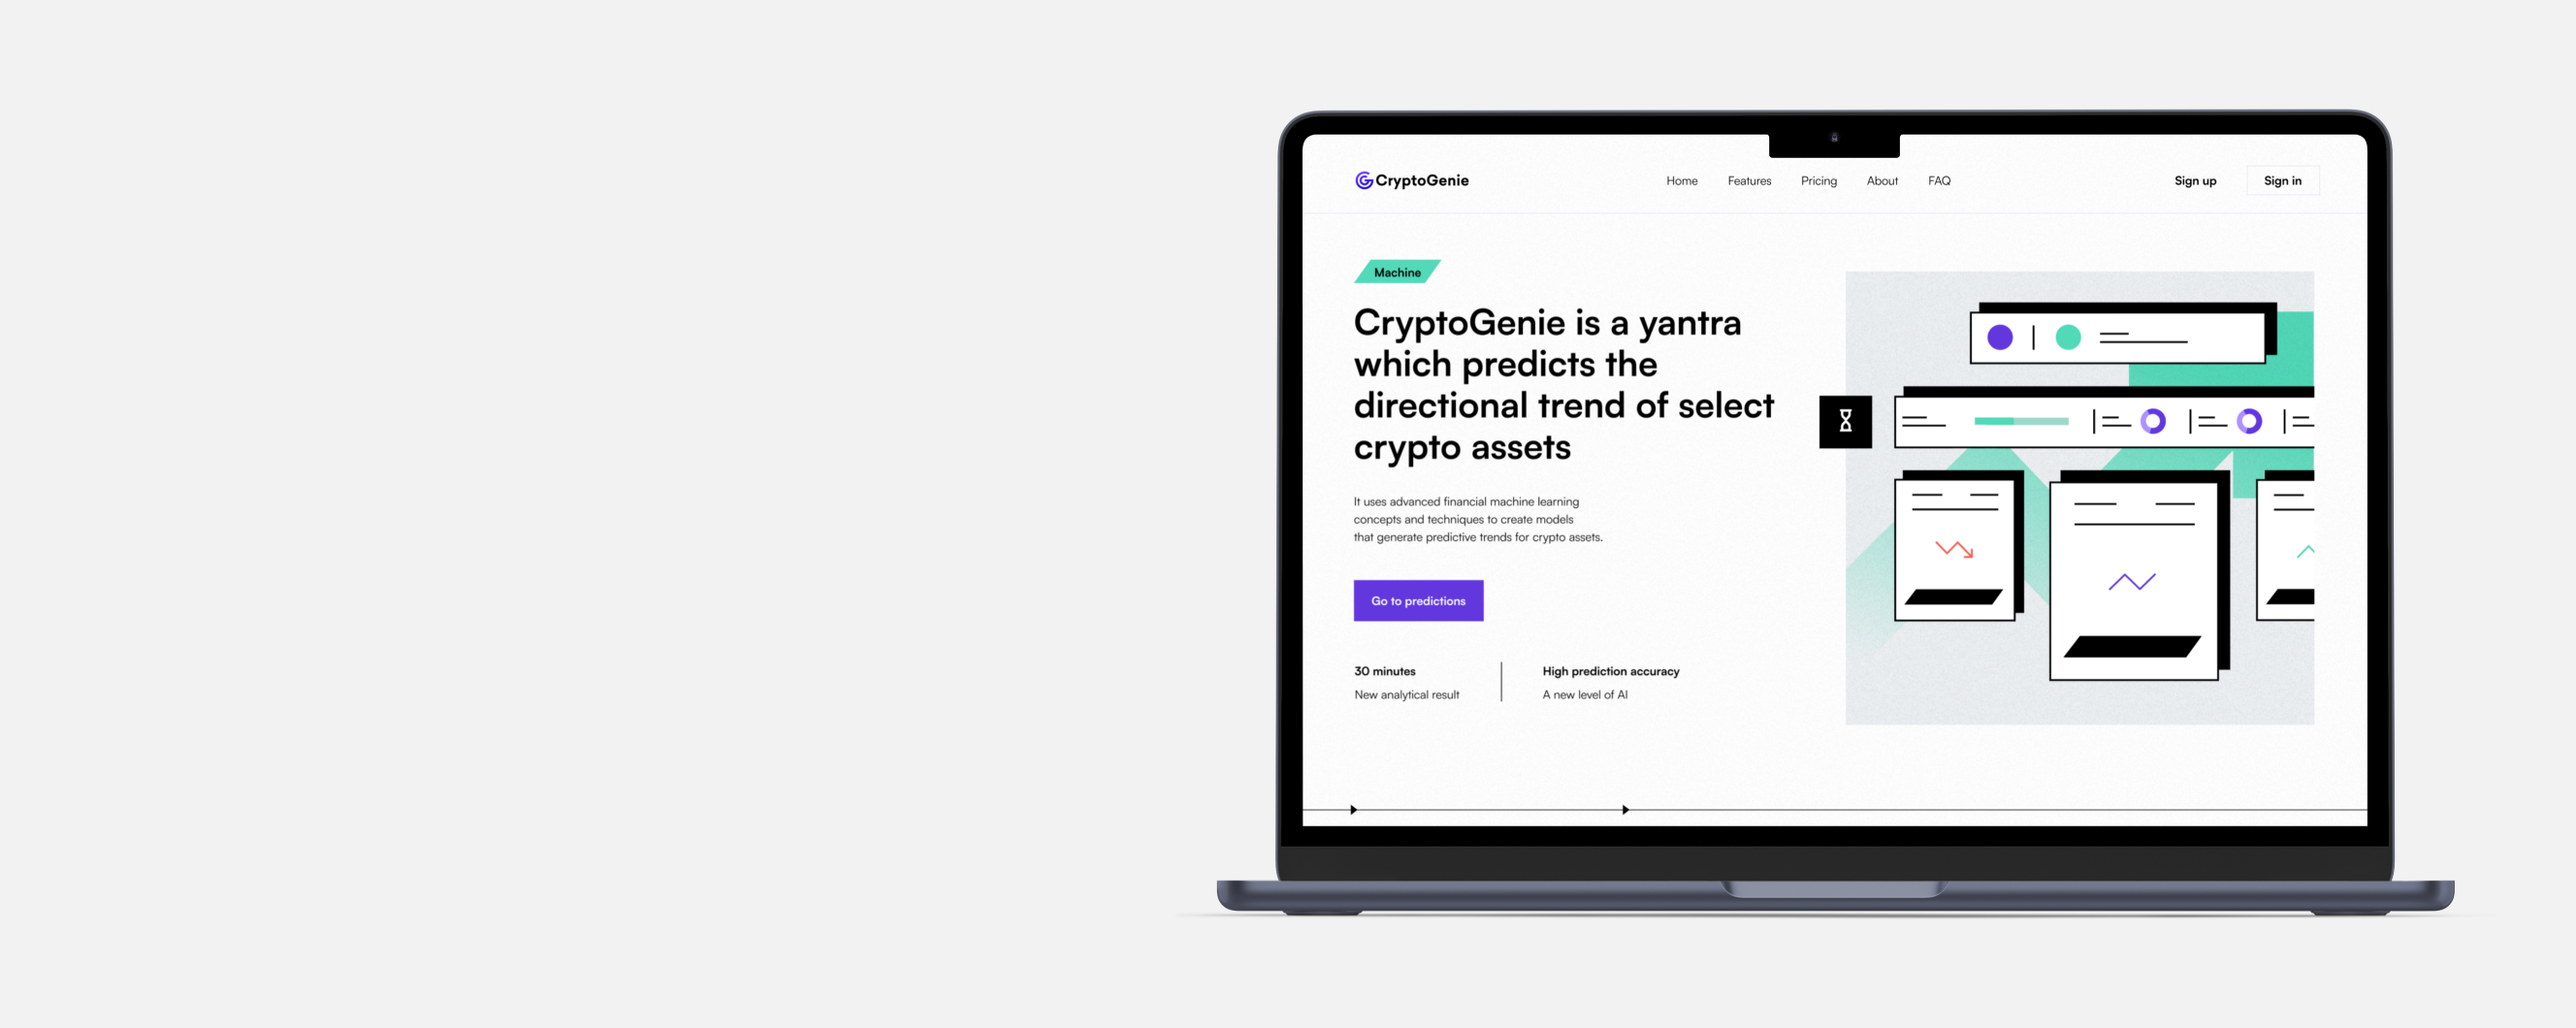 CryptoGenie
Home
Features
Pricing
About
FAQ
Sign up
Sign in
Machine
CryptoGenie is a yantra
which predicts the
directional trend of select
crypto assets
It uses advanced financial machine learning
concepts and techniques to create models
that generate predictive trends for crypto assets.
Go to predictions
30 minutes
New analytical result
High prediction accuracy
A new level of AI